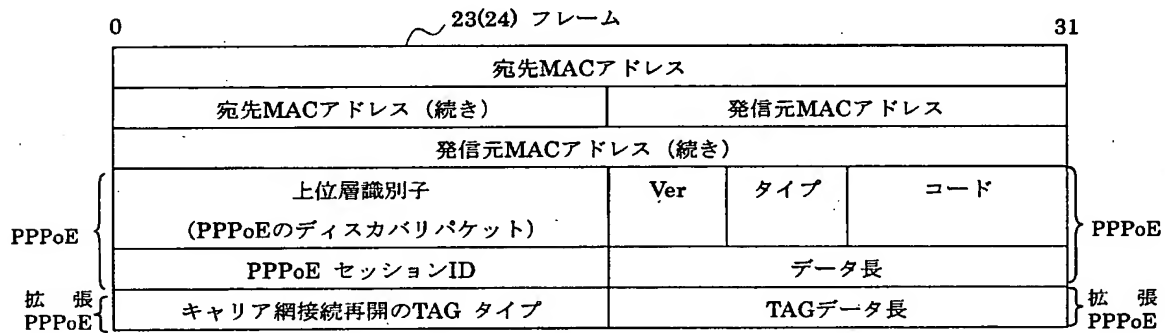 23(24) フレーム
0 31
宛先MACアドレス
宛先MACアドレス (続き) 発信元MACアドレス
発信元MACアドレス (続き)
上位層識別子 Ver タイプ コード
(PPPoEのディスカバリパケット)
PPPoE PPPoE
PPPoE セッションID データ長
拡 張 キャリア網接続再開のTAG タイプ TAGデータ長 拡 張
PPPoE PPPoE